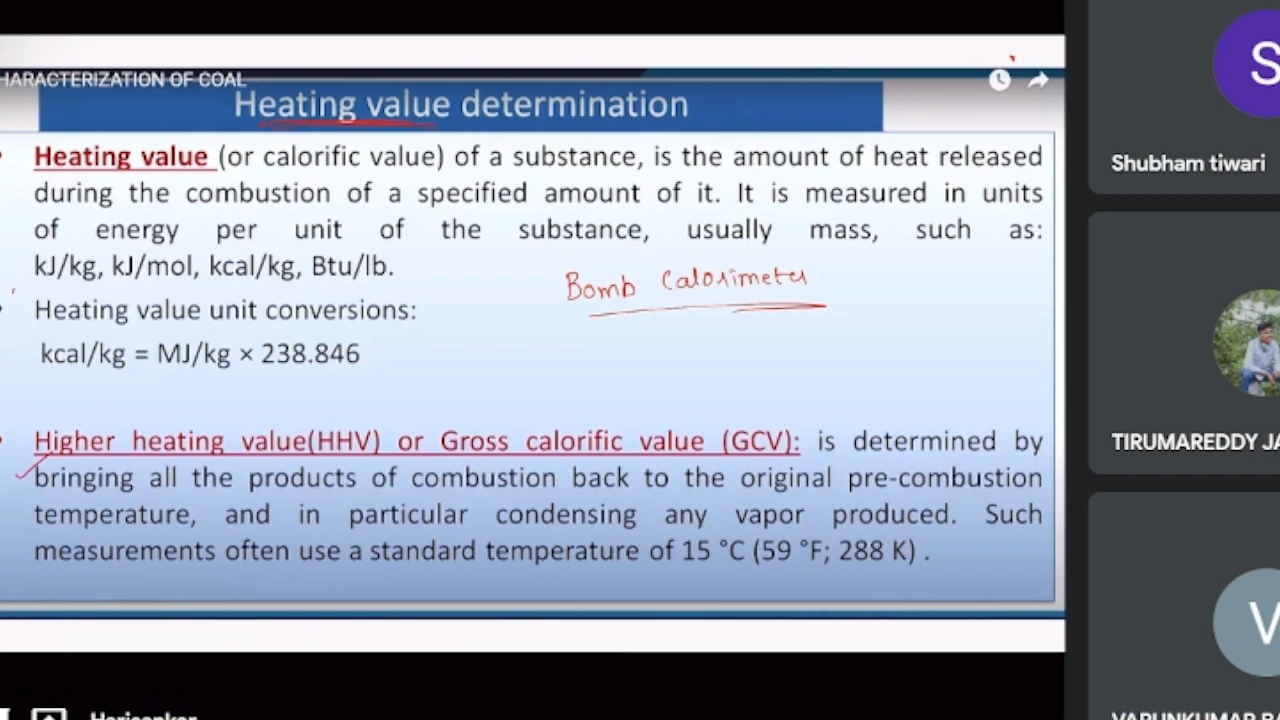 HARACTERIZATION OF COAL
Heating value determination
Heating value (or calorific value) of a substance, is the amount of heat released
during the combustion of a specified amount of it. It is measured in units
of energy per unit of the substance, usually mass, such as:
kJ/kg, kJ/mol, kcal/kg, Btu/lb.
Bomb Calorimeter
Heating value unit conversions:
kcal/kg = MJ/kg × 238.846
Higher heating value(HHV) or Gross calorific value (GCV): is determined by
bringing all the products of combustion back to the original pre-combustion
temperature, and in particular condensing any vapor produced. Such
measurements often use a standard temperature of 15 °C (59 °F; 288 K) .
S
Shubham tiwari
TIRUMAREDDY JA
V